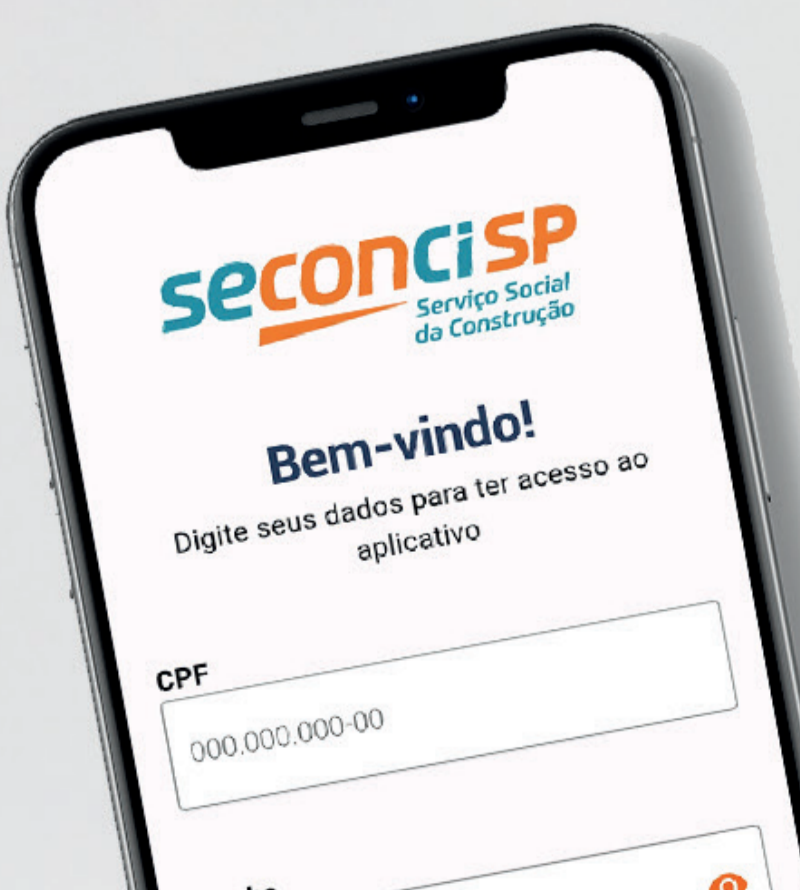 seconci SP
Serviço Social
da Construção
Bem-vindo!
Digite seus dados para ter acesso ao
aplicativo
CPF
000.000.000-00